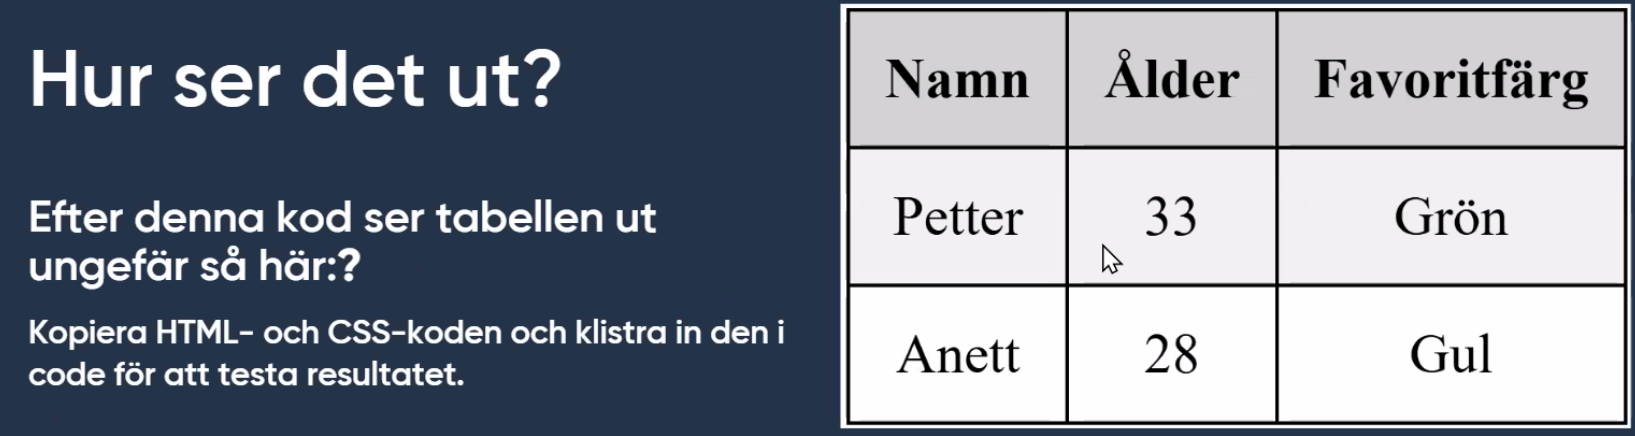 Hur ser det ut?
Efter denna kod ser tabellen ut
ungefär så här:?
Kopiera HTML- och CSS-koden och klistra in den i
code för att testa resultatet.
Namn Ålder Favoritfärg
Petter 33 Grön
Anett 28 Gul